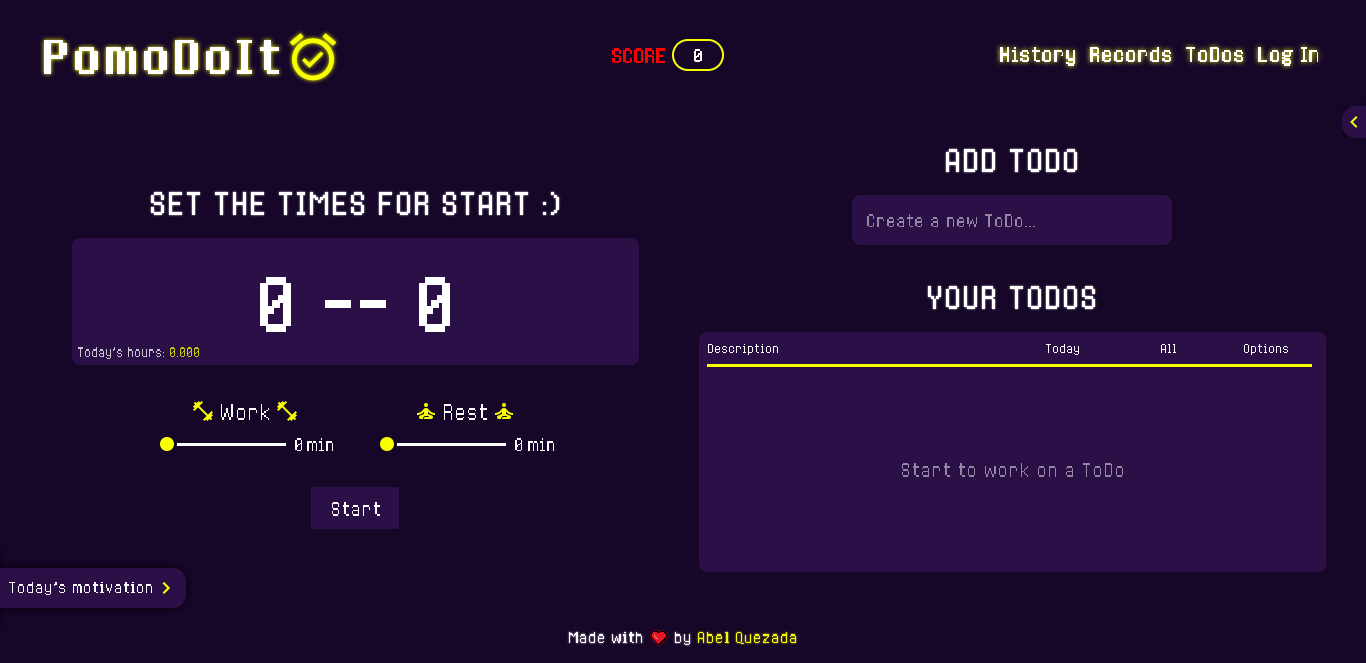 PomoDoIt
SCORE 0
History Records ToDos Log In
SET THE TIMES FOR START :)
0 -- 0
Today's hours: 0.000
Work
0 min
Rest
0 min
Start
ADD TODO
Create a new ToDo...
YOUR TODOS
Description Today All Options
Start to work on a ToDo
Today's motivation
Made with ❤ by Abel Quezada